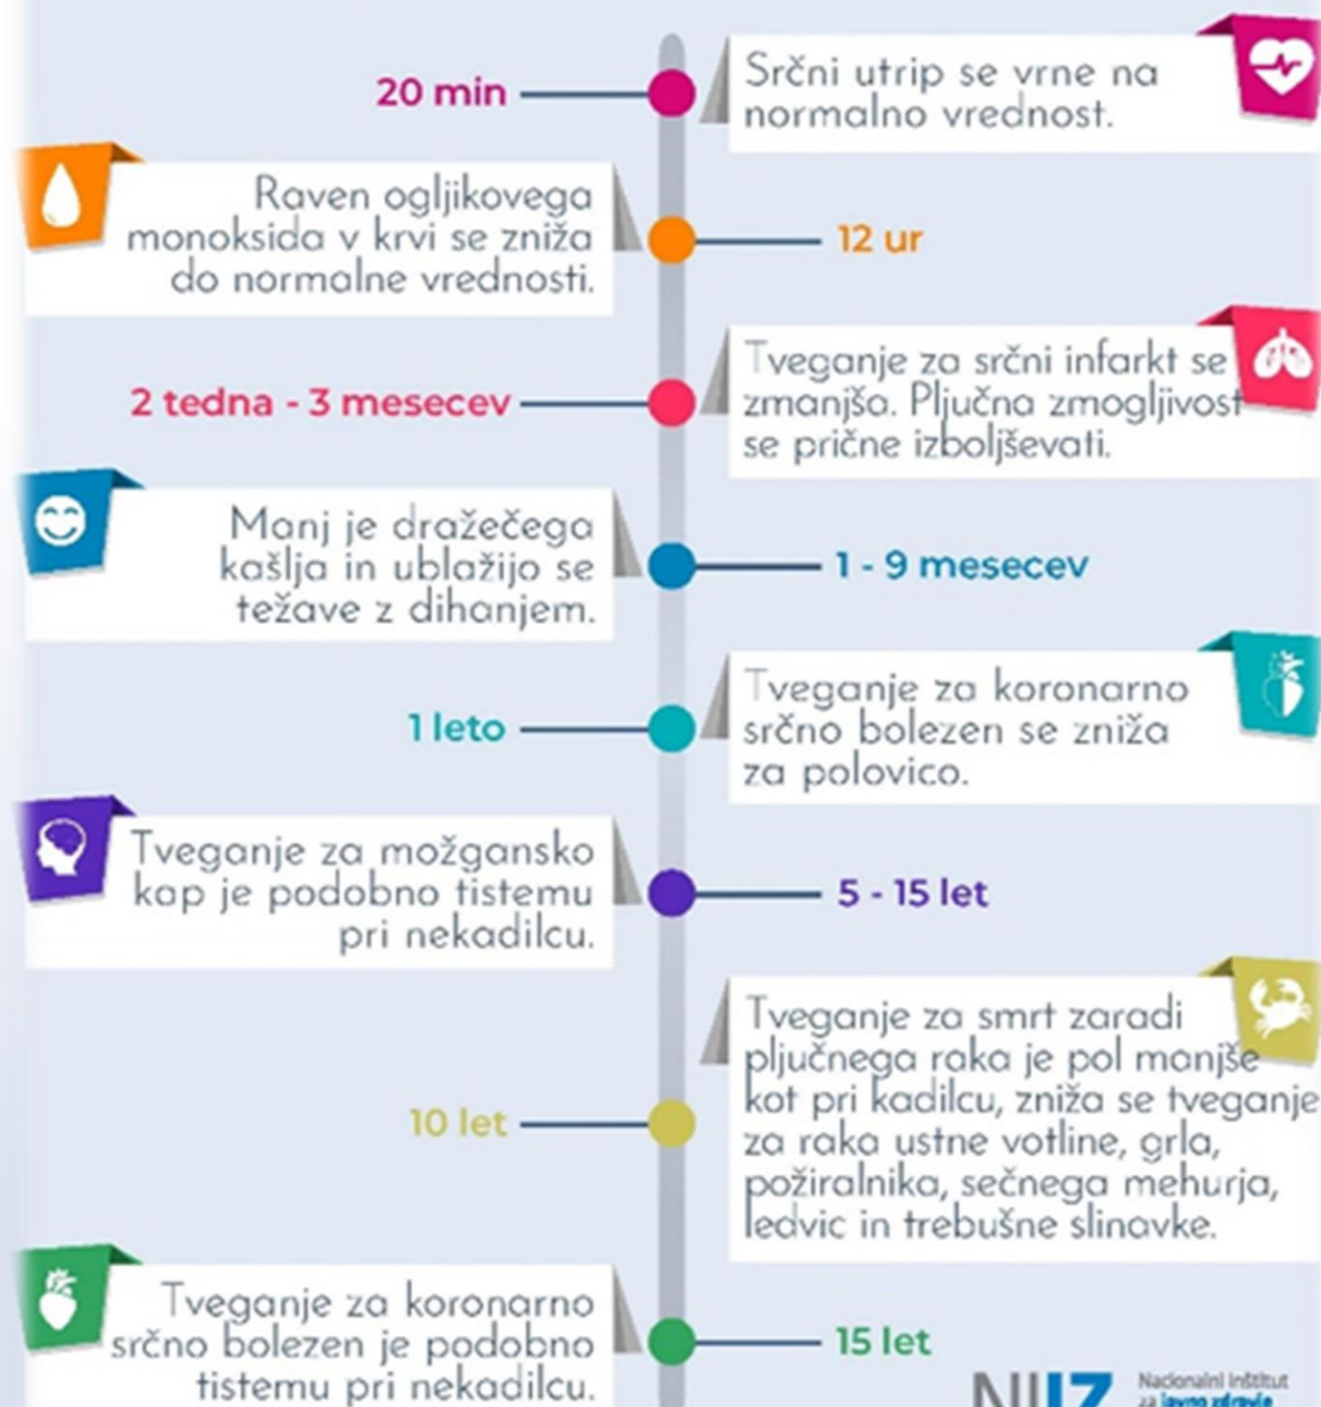 20 min
Srčni utrip se vrne na
normalno vrednost.
Raven ogljikovega
monoksida v krvi se zniža
do normalne vrednosti.
12 ur
2 tedna - 3 mesecev
Tveganje za srčni infarkt se
zmanjša. Pljučna zmogljivost
se prične izboljševati.
Manj je dražečega
kašlja in ublažijo se
težave z dihanjem.
1 - 9 mesecev
1 leto
Tveganje za koronarno
srčno bolezen se zniža
za polovico.
Tveganje za možgansko
kap je podobno tistemu
pri nekadilcu.
5 - 15 let
10 let
Tveganje za smrt zaradi
pljučnega raka je pol manjše
kot pri kadilcu, zniža se tveganje
za raka ustne votline, grla,
požiralnika, sečnega mehurja,
ledvic in trebušne slinavke.
Tveganje za koronarno
srčno bolezen je podobno
tistemu pri nekadilcu.
15 let
NIJZ
Nacionalni inštitut
za javno zdravje